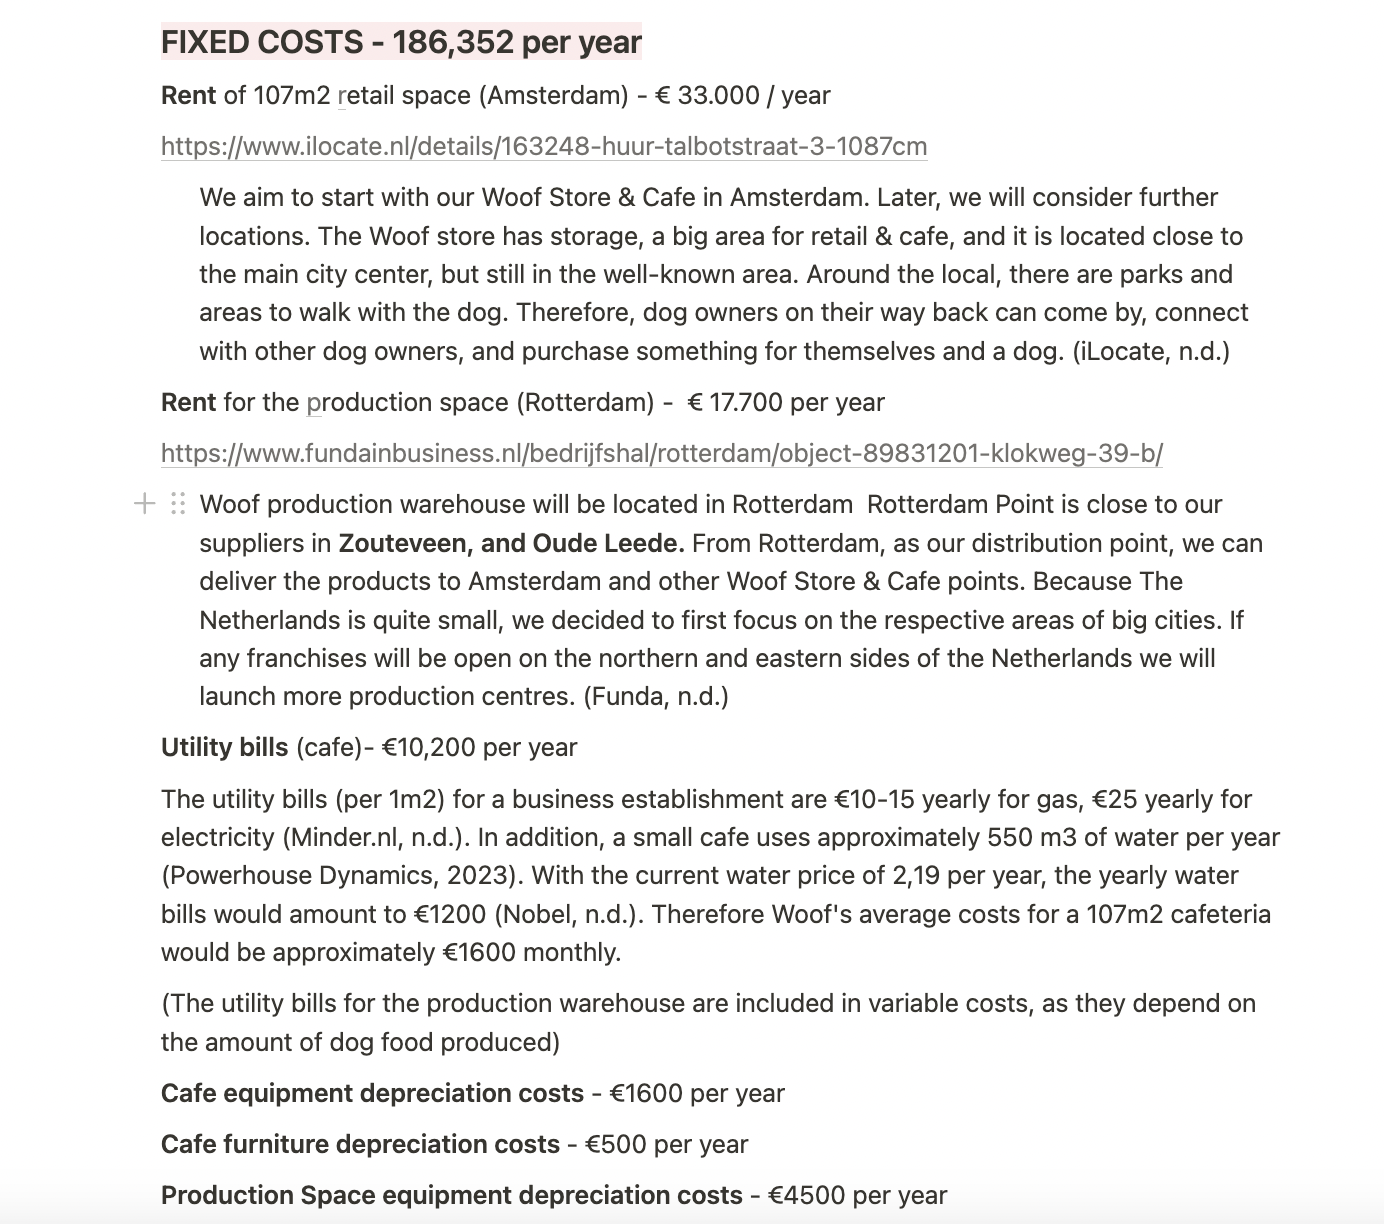 FIXED COSTS - 186,352 per year
Rent of 107m2 retail space (Amsterdam) - € 33.000 / year
https://www.ilocate.nl/details/163248-huur-talbotstraat-3-1087cm
We aim to start with our Woof Store & Cafe in Amsterdam. Later, we will consider further
locations. The Woof store has storage, a big area for retail & cafe, and it is located close to
the main city center, but still in the well-known area. Around the local, there are parks and
areas to walk with the dog. Therefore, dog owners on their way back can come by, connect
with other dog owners, and purchase something for themselves and a dog. (iLocate, n.d.)
Rent for the production space (Rotterdam) -  € 17.700 per year
https://www.fundainbusiness.nl/bedrijfshal/rotterdam/object-89831201-klokweg-39-b/
Woof production warehouse will be located in Rotterdam  Rotterdam Point is close to our
suppliers in Zouteveen, and Oude Leede. From Rotterdam, as our distribution point, we can
deliver the products to Amsterdam and other Woof Store & Cafe points. Because The
Netherlands is quite small, we decided to first focus on the respective areas of big cities. If
any franchises will be open on the northern and eastern sides of the Netherlands we will
launch more production centres. (Funda, n.d.)
Utility bills (cafe)- €10,200 per year
The utility bills (per 1m2) for a business establishment are €10-15 yearly for gas, €25 yearly for
electricity (Minder.nl, n.d.). In addition, a small cafe uses approximately 550 m3 of water per year
(Powerhouse Dynamics, 2023). With the current water price of 2,19 per year, the yearly water
bills would amount to €1200 (Nobel, n.d.). Therefore Woof's average costs for a 107m2 cafeteria
would be approximately €1600 monthly.
(The utility bills for the production warehouse are included in variable costs, as they depend on
the amount of dog food produced)
Cafe equipment depreciation costs - €1600 per year
Cafe furniture depreciation costs - €500 per year
Production Space equipment depreciation costs - €4500 per year